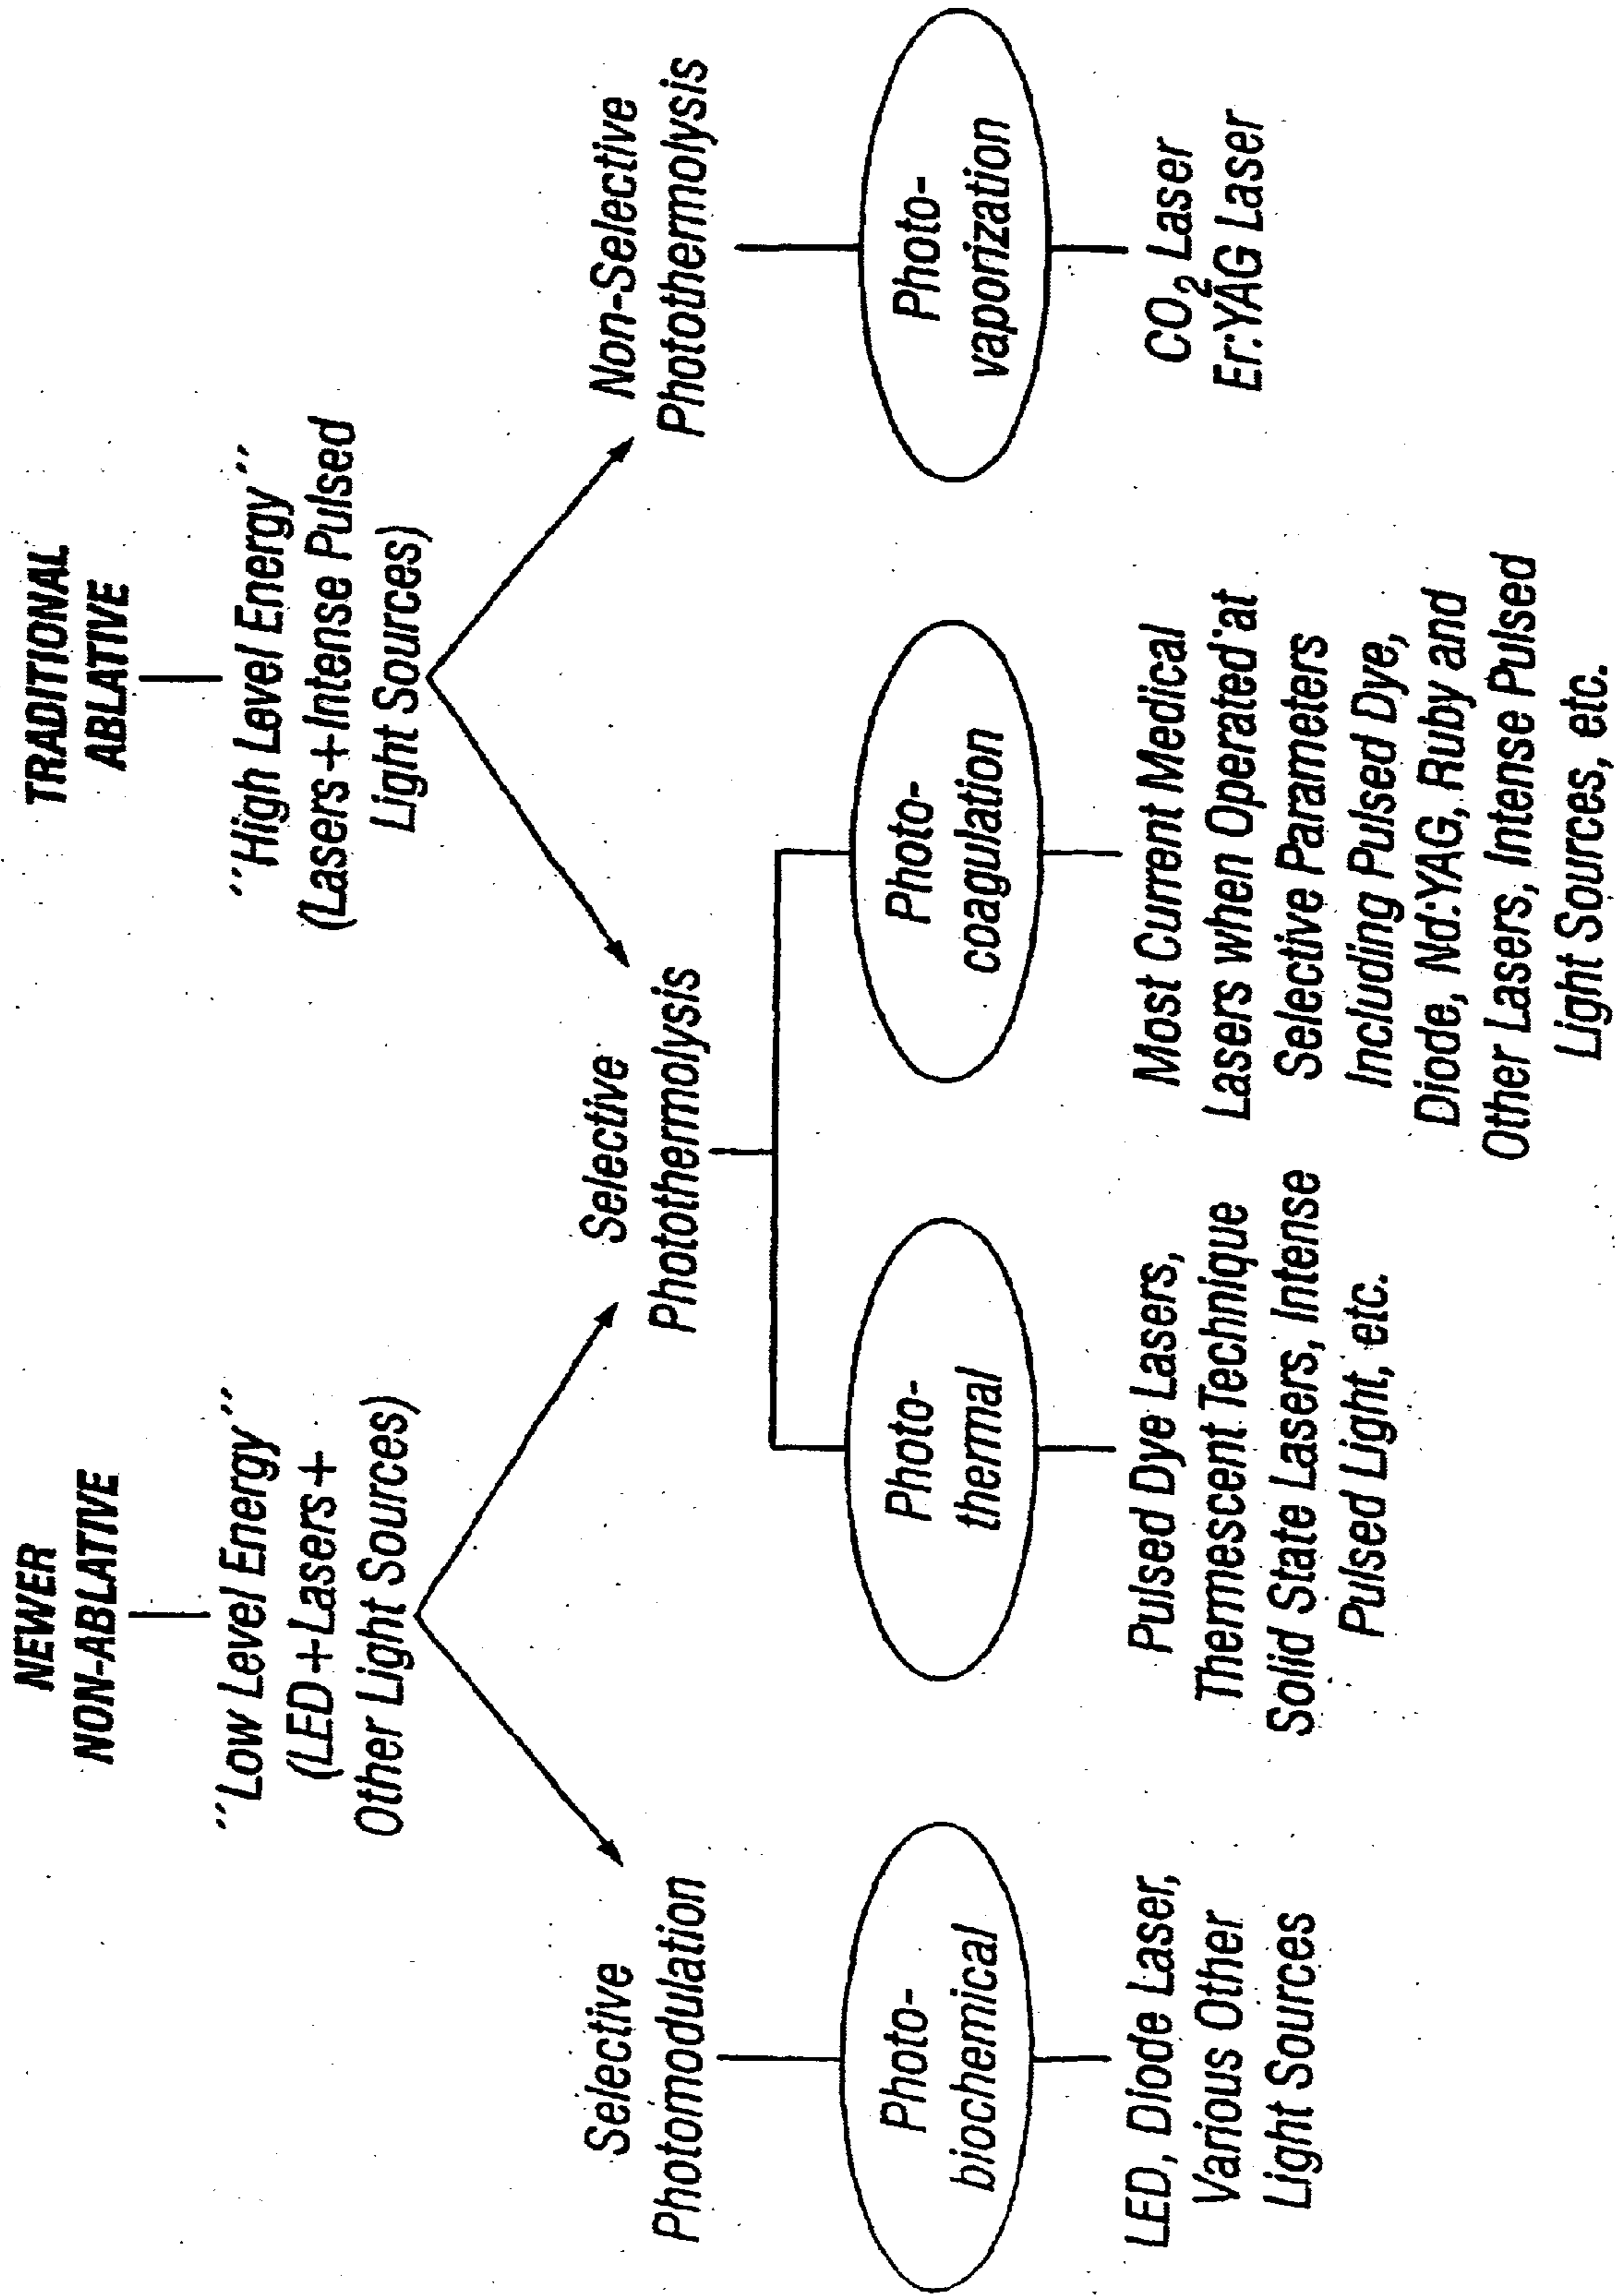 NEWER
NON-ABLATIVE
"Low Level Energy"
(LED+Lasers+
Other Light Sources)
TRADITIONAL
ABLATIVE
"High Level Energy"
(Lasers+Intense Pulsed
Light Sources)
Selective
Photomodulation
Selective
Photothermolysis
Non-Selective
Photothermolysis
Photo-
biochemical
Photo-
thermal
Photo-
coagulation
Photo-
vaporization
LED, Diode Laser,
Various Other
Light Sources
Pulsed Dye Lasers,
Thermescent Technique
Solid State Lasers, Intense
Pulsed Light, etc.
Most Current Medical
Lasers when Operated at
Selective Parameters
Including Pulsed Dye,
Diode, Nd:YAG, Ruby and
Other Lasers, Intense Pulsed
Light Sources, etc.
CO₂ Laser
Er:YAG Laser